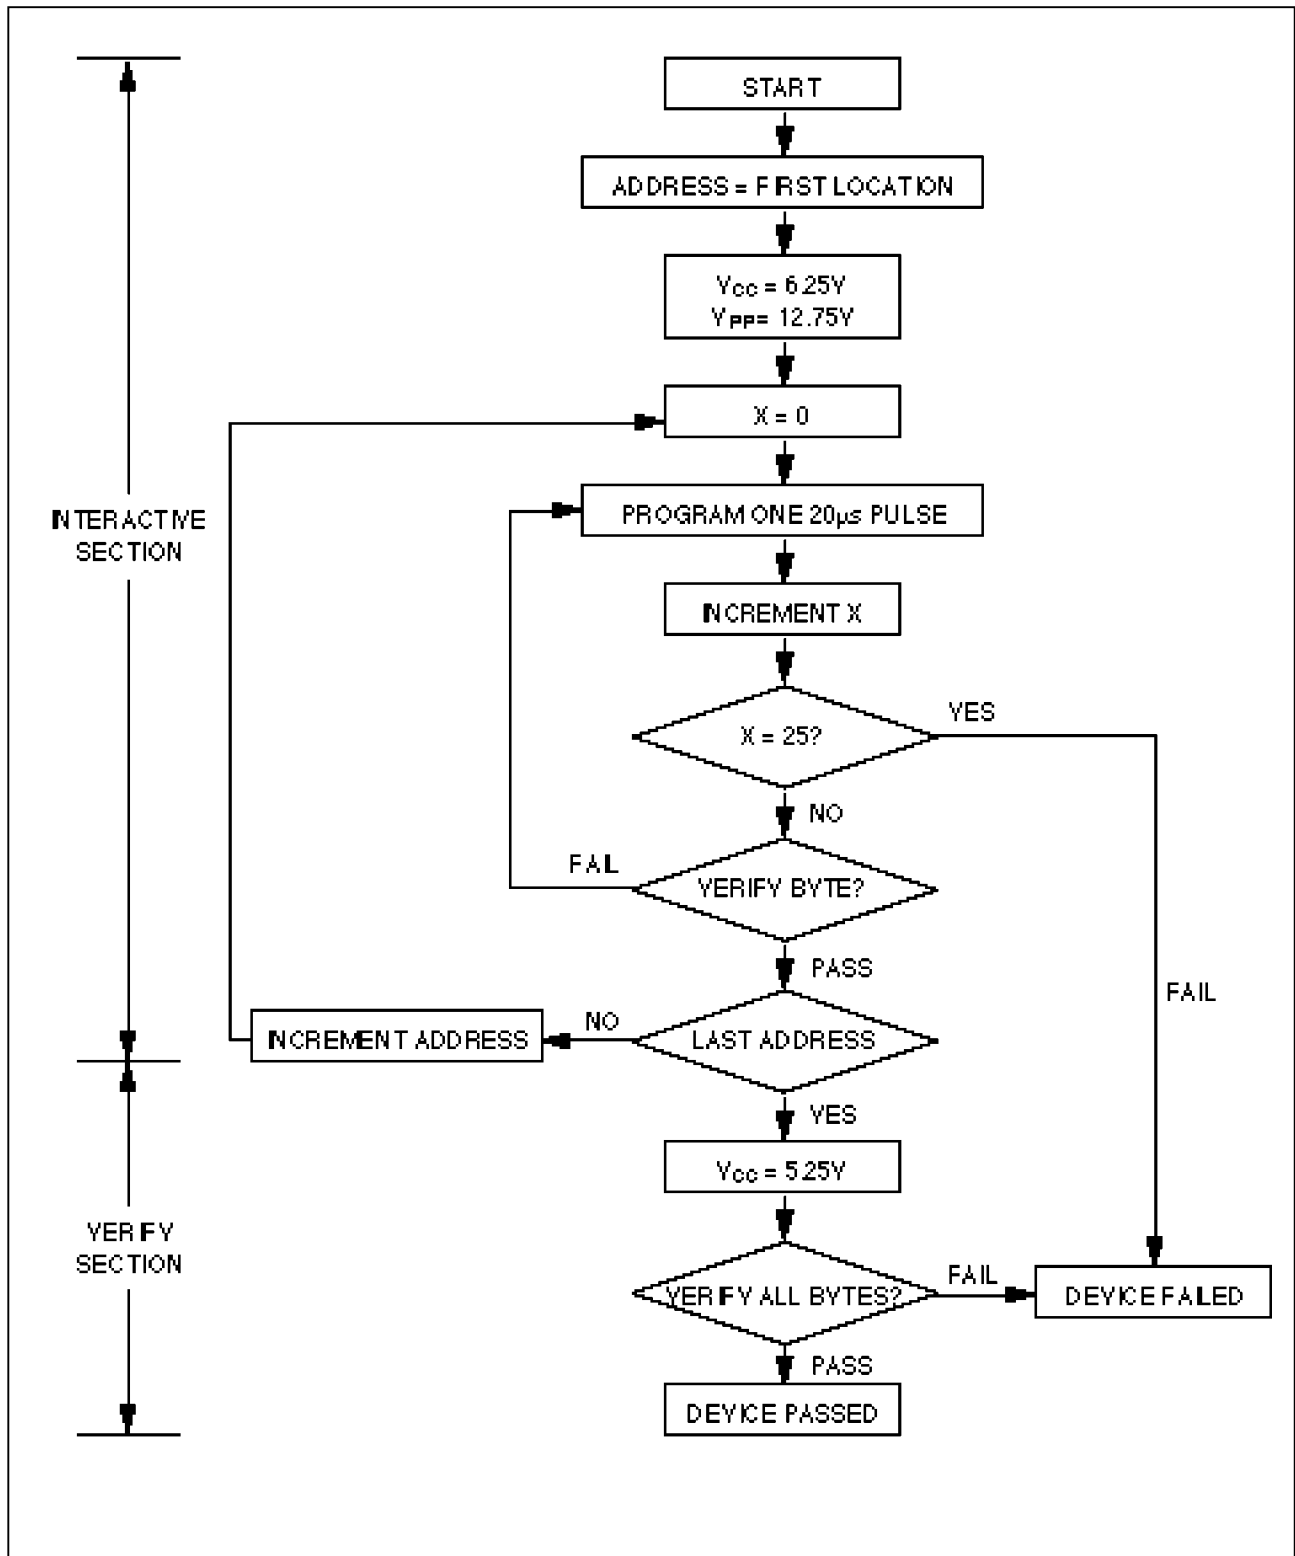 START
ADDRESS = FIRST LOCATION
Vcc = 6.25V
Vpp= 12.75V
X = 0
PROGRAM ONE 20µs PULSE
INTERACTIVE
SECTION
INCREMENT X
X = 25?
YES
NO
FAIL
VERIFY BYTE?
PASS
FAIL
INCREMENT ADDRESS
NO
LAST ADDRESS
YES
Vcc = 5.25V
VERIFY
SECTION
VERIFY ALL BYTES?
FAIL
DEVICE FAILED
PASS
DEVICE PASSED